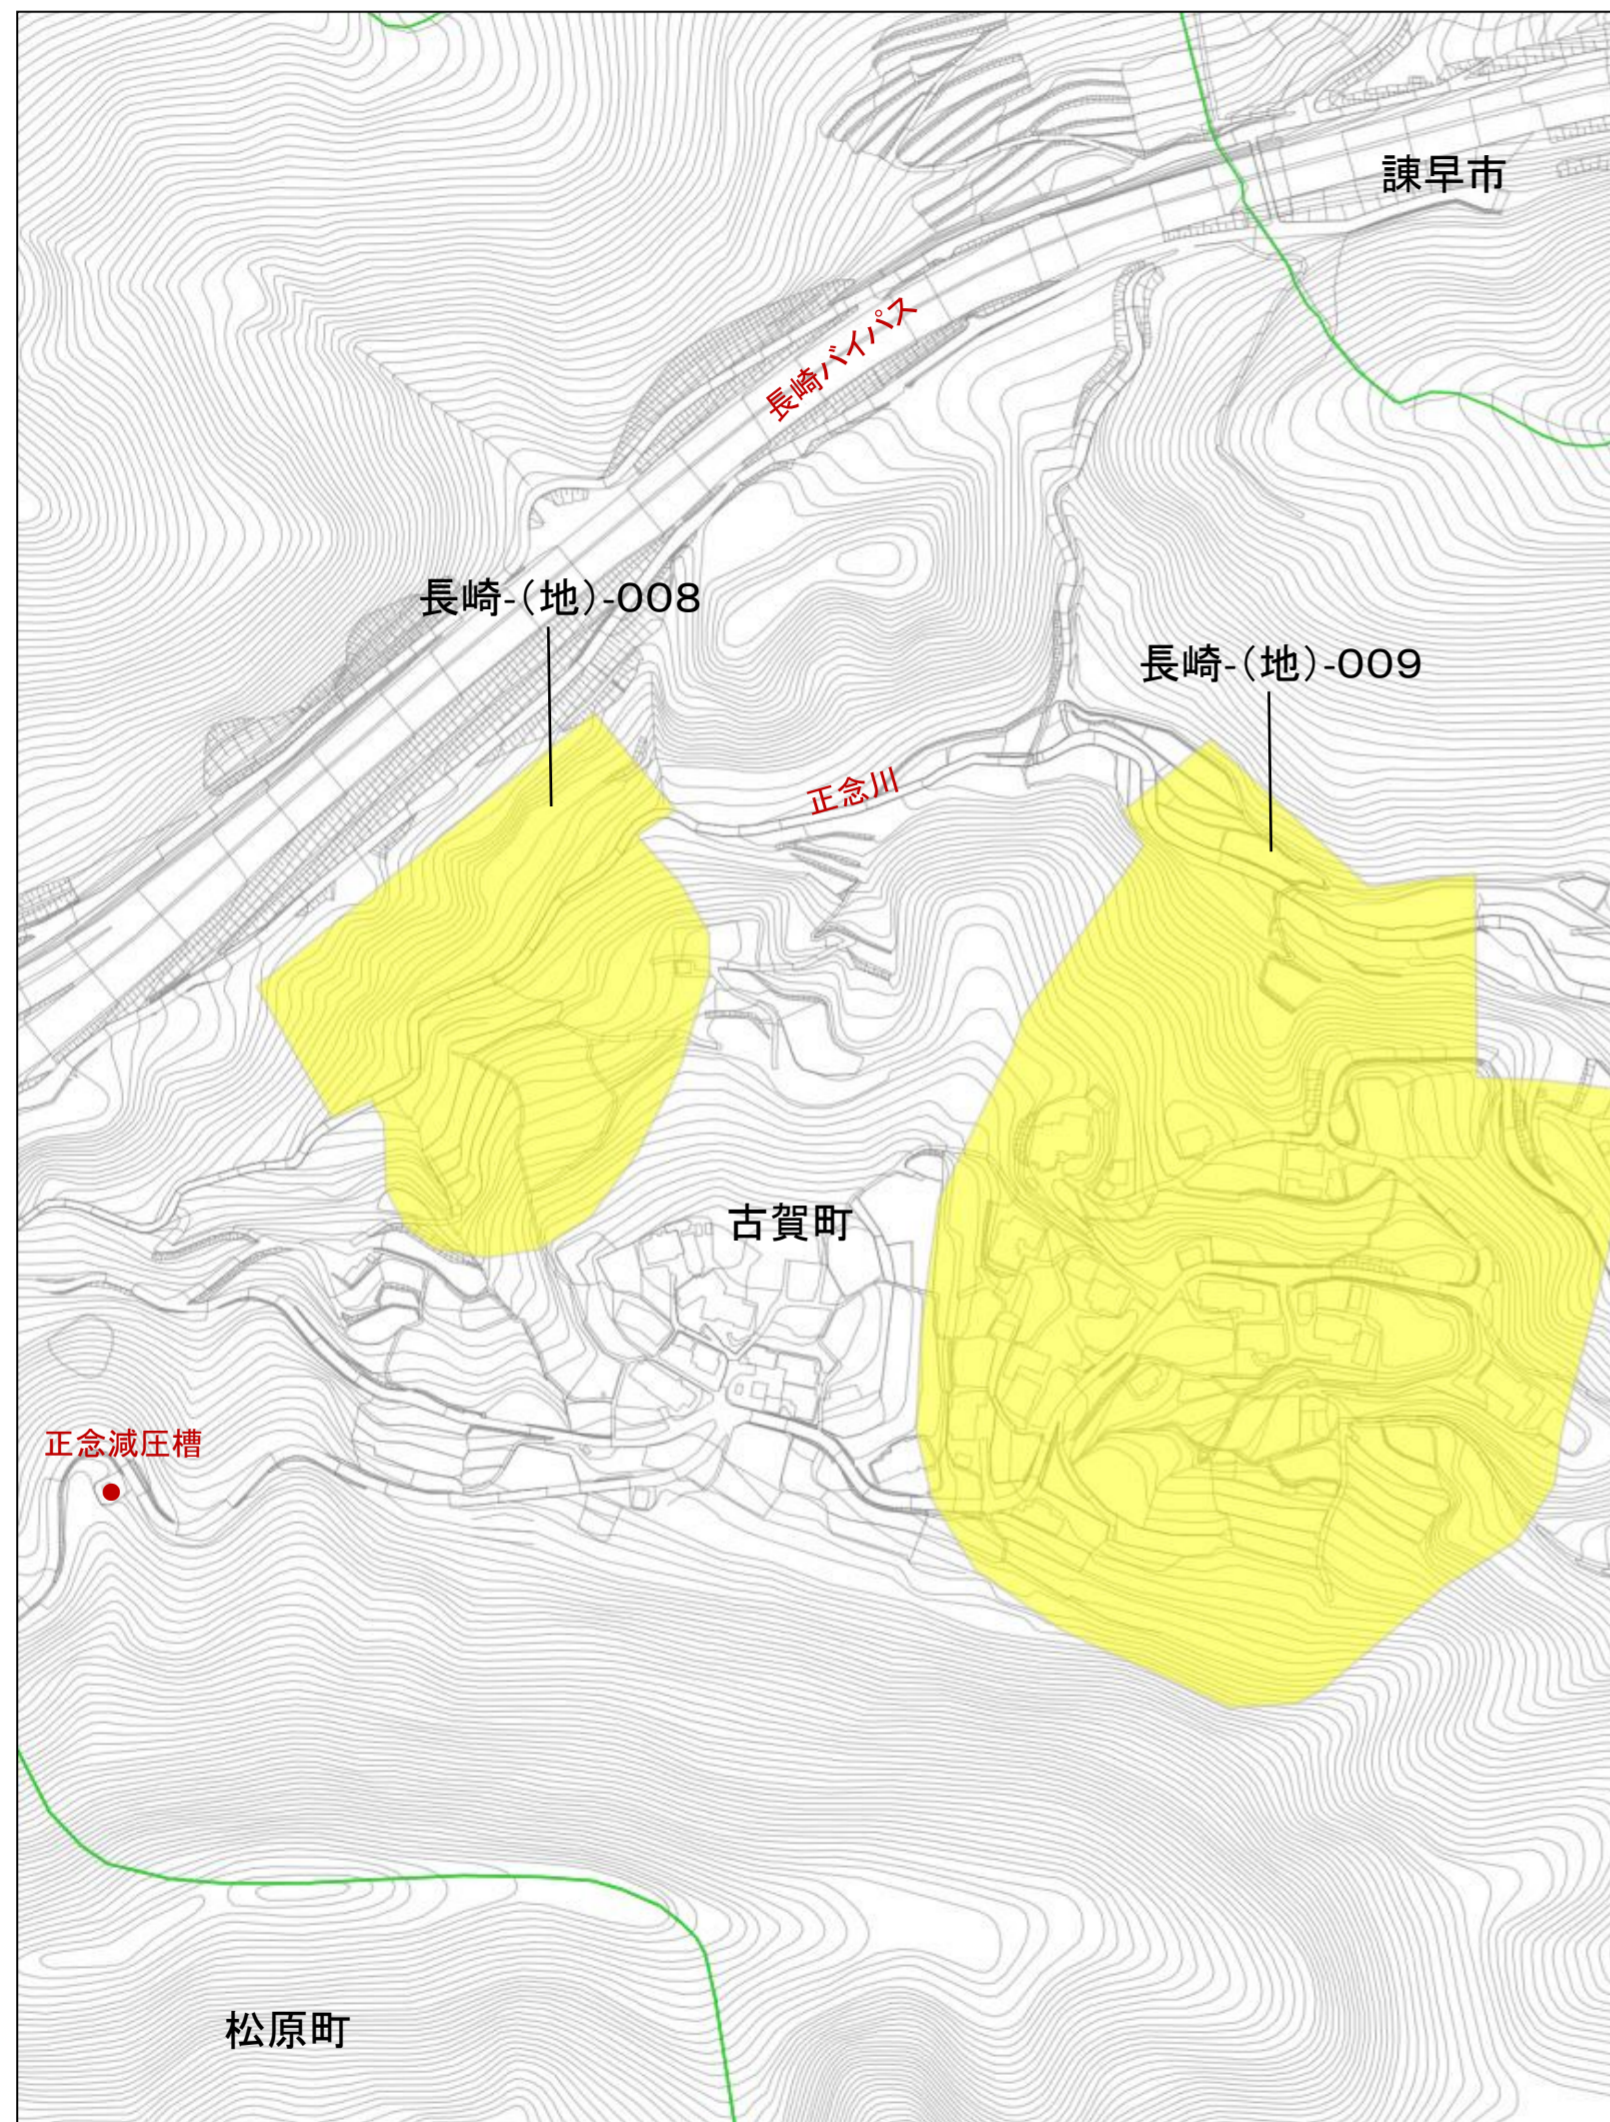 諫早市
長崎バイパス
長崎-(地)-008
長崎-(地)-009
正念川
古賀町
正念減圧槽
松原町